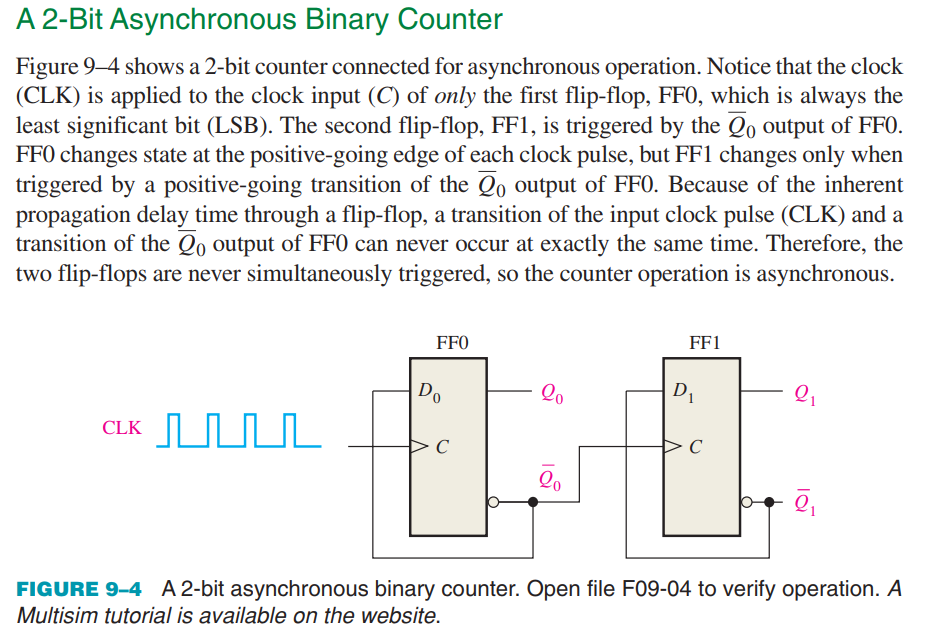 A 2-Bit Asynchronous Binary Counter
Figure 9–4 shows a 2-bit counter connected for asynchronous operation. Notice that the clock
(CLK) is applied to the clock input (C) of only the first flip-flop, FF0, which is always the
least significant bit (LSB). The second flip-flop, FF1, is triggered by the Q̅₀ output of FF0.
FF0 changes state at the positive-going edge of each clock pulse, but FF1 changes only when
triggered by a positive-going transition of the Q̅₀ output of FF0. Because of the inherent
propagation delay time through a flip-flop, a transition of the input clock pulse (CLK) and a
transition of the Q̅₀ output of FF0 can never occur at exactly the same time. Therefore, the
two flip-flops are never simultaneously triggered, so the counter operation is asynchronous.
FF0
FF1
D₀
Q₀
D₁
Q₁
CLK
C
C
Q̅₀
Q̅₁
FIGURE 9–4 A 2-bit asynchronous binary counter. Open file F09-04 to verify operation. A
Multisim tutorial is available on the website.